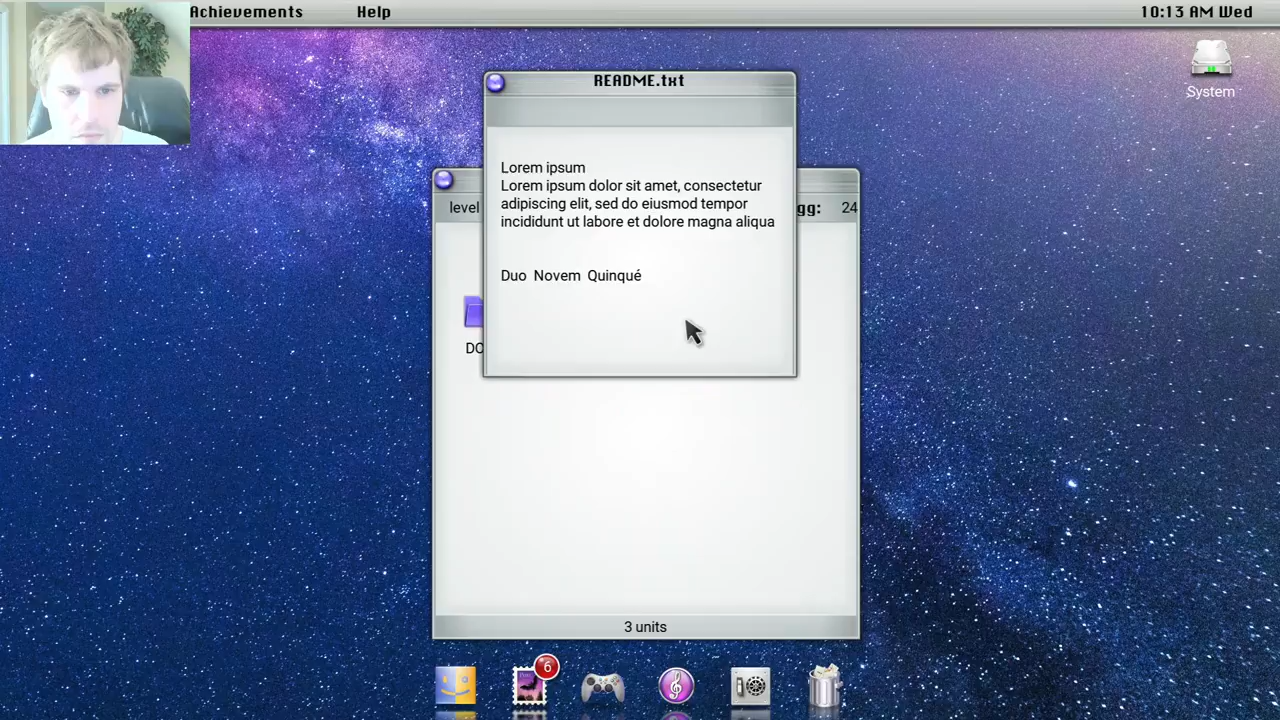 Achievements Help 10:13 AM Wed
System
README.txt
Lorem ipsum
Lorem ipsum dolor sit amet, consectetur
adipiscing elit, sed do eiusmod tempor
incididunt ut labore et dolore magna aliqua
level gg: 24
Duo Novem Quinqué
DO
3 units
6